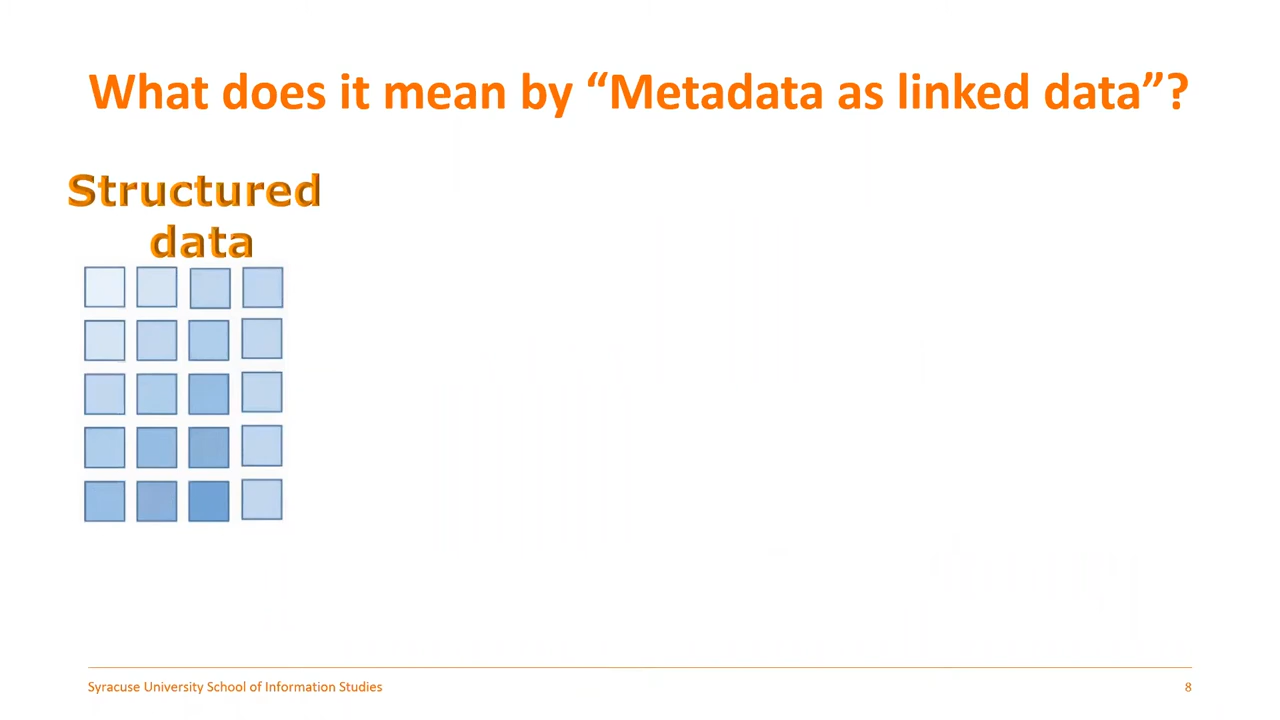 What does it mean by “Metadata as linked data”?
Structured
data
Syracuse University School of Information Studies
8